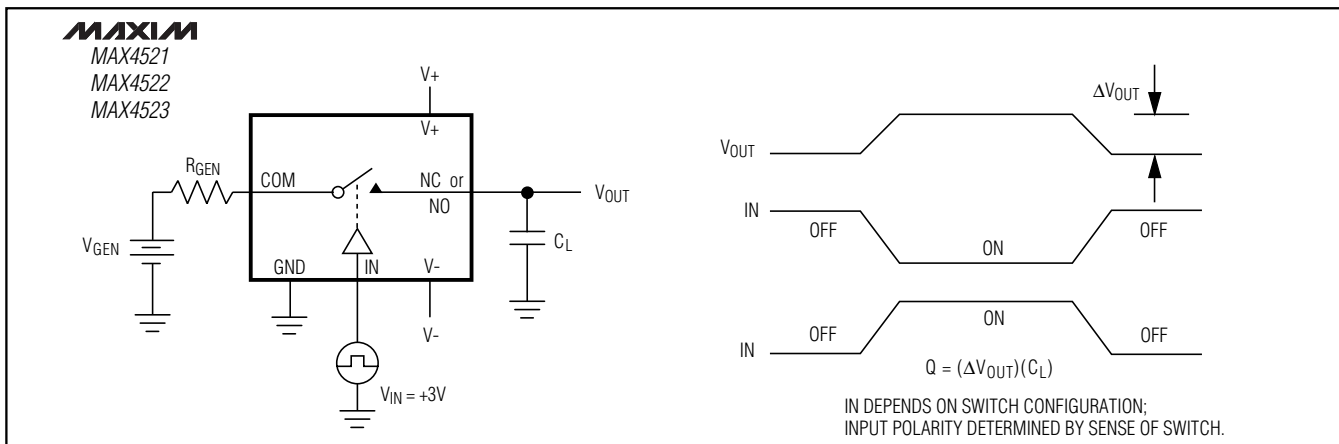 MAXIM
MAX4521
MAX4522
MAX4523
V+
V+
RGEN
COM
NC or
NO
VOUT
VGEN
CL
GND
IN
V-
V-
VIN = +3V
ΔVOUT
VOUT
IN
OFF
ON
OFF
IN
OFF
ON
OFF
Q = (ΔVOUT)(CL)
IN DEPENDS ON SWITCH CONFIGURATION;
INPUT POLARITY DETERMINED BY SENSE OF SWITCH.